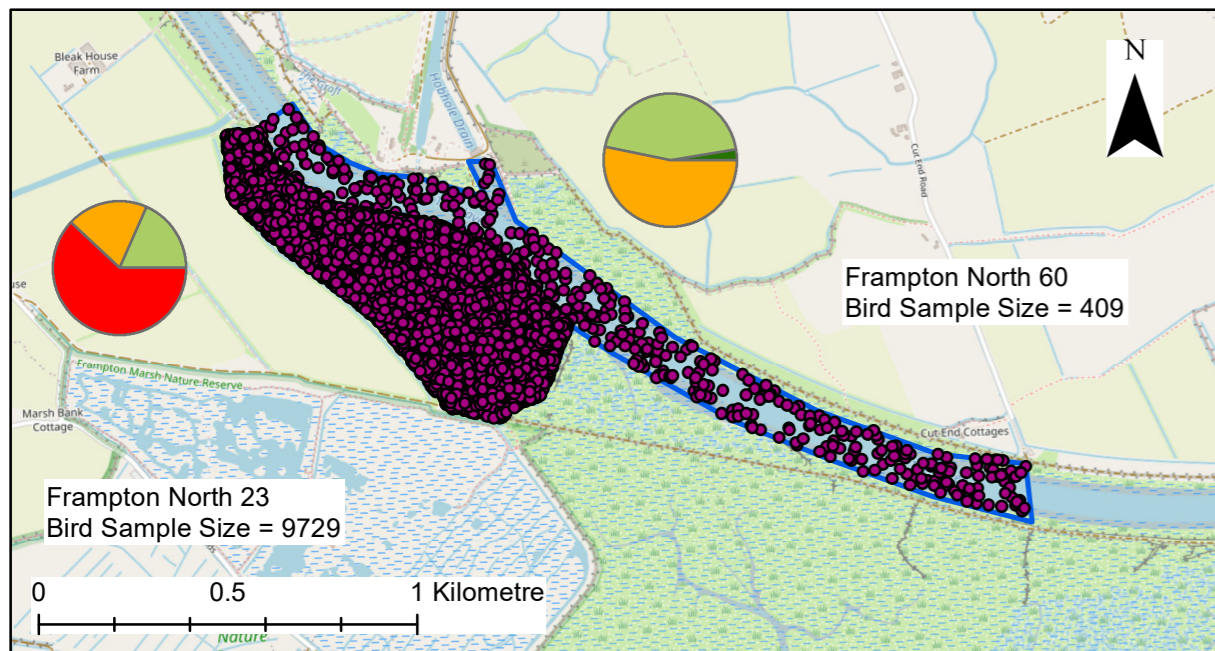 N
Bleak House
Farm
Hobhole Drain
Cut End Road
Frampton North 60
Bird Sample Size = 409
use
Frampton Marsh Nature Reserve
Marsh Bank
Cottage
Cut End Cottages
Frampton North 23
Bird Sample Size = 9729
0 0.5 1 Kilometre
Nature